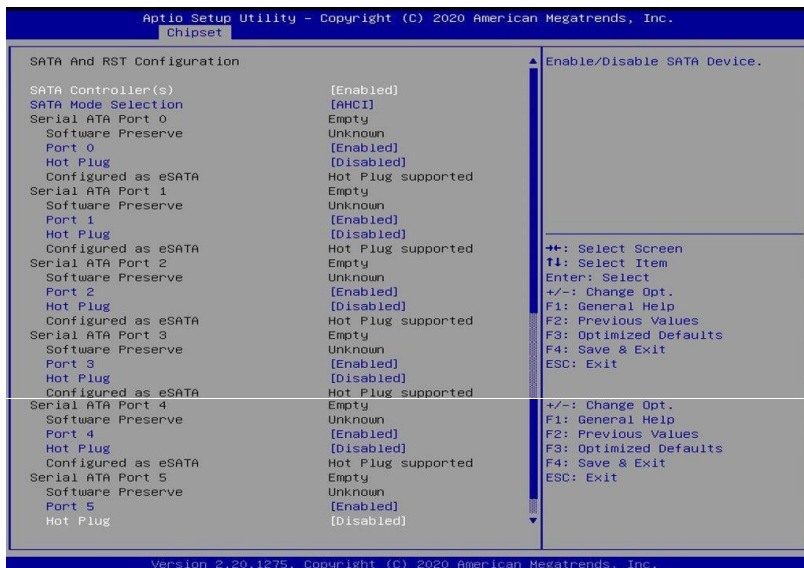 Aptio Setup Utility – Copyright (C) 2020 American Megatrends, Inc.
Chipset
SATA And RST Configuration
Enable/Disable SATA Device.
SATA Controller(s) [Enabled]
SATA Mode Selection [AHCI]
Serial ATA Port 0 Empty
Software Preserve Unknown
Port 0 [Enabled]
Hot Plug [Disabled]
Configured as eSATA Hot Plug supported
Serial ATA Port 1 Empty
Software Preserve Unknown
Port 1 [Enabled]
Hot Plug [Disabled]
Configured as eSATA Hot Plug supported
Serial ATA Port 2 Empty
Software Preserve Unknown
Port 2 [Enabled]
Hot Plug [Disabled]
Configured as eSATA Hot Plug supported
Serial ATA Port 3 Empty
Software Preserve Unknown
Port 3 [Enabled]
Hot Plug [Disabled]
Configured as eSATA Hot Plug supported
→←: Select Screen
↑↓: Select Item
Enter: Select
+/-: Change Opt.
F1: General Help
F2: Previous Values
F3: Optimized Defaults
F4: Save & Exit
ESC: Exit
Serial ATA Port 4 Empty
Software Preserve Unknown
Port 4 [Enabled]
Hot Plug [Disabled]
Configured as eSATA Hot Plug supported
Serial ATA Port 5 Empty
Software Preserve Unknown
Port 5 [Enabled]
Hot Plug [Disabled]
+/-: Change Opt.
F1: General Help
F2: Previous Values
F3: Optimized Defaults
F4: Save & Exit
ESC: Exit
Version 2.20.1275. Copyright (C) 2020 American Megatrends, Inc.